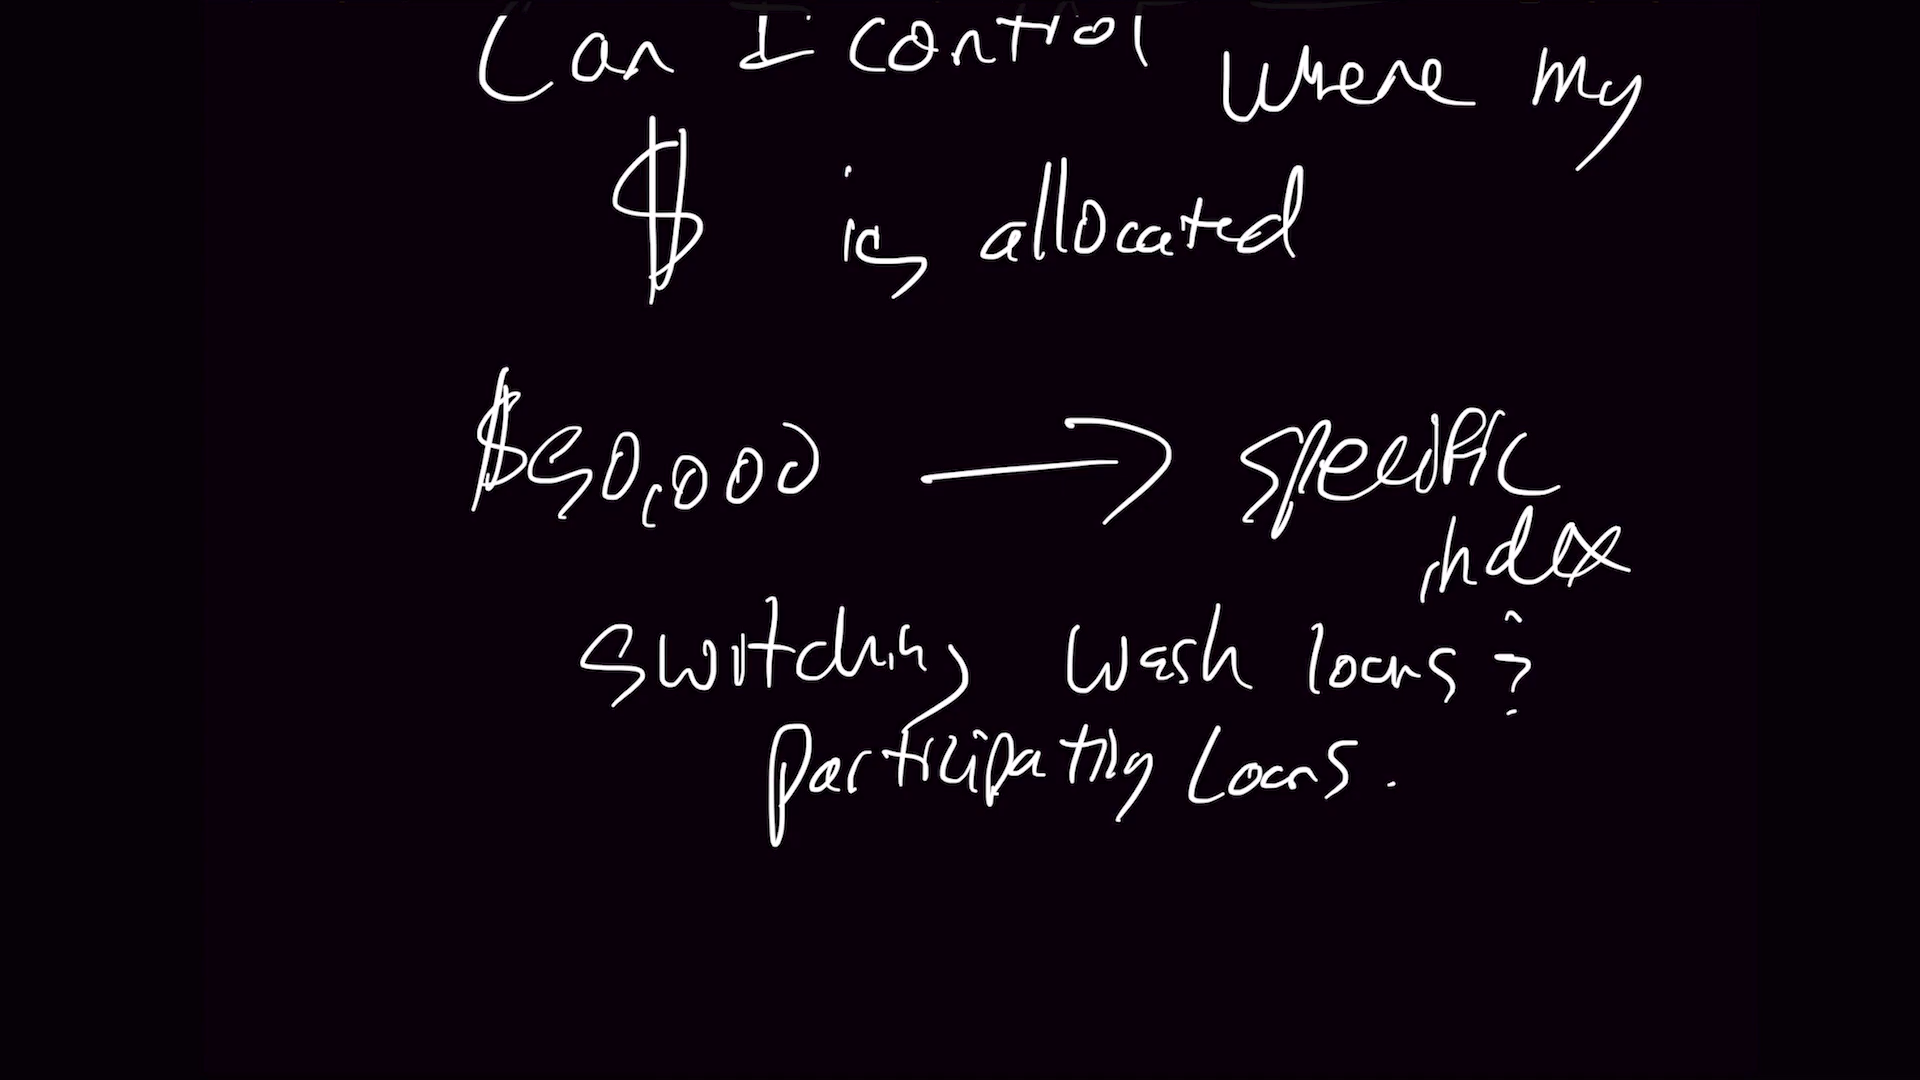 Can I control where my
$ is allocated
$50,000 → specific
index
switching wash loans?
participating Loans.